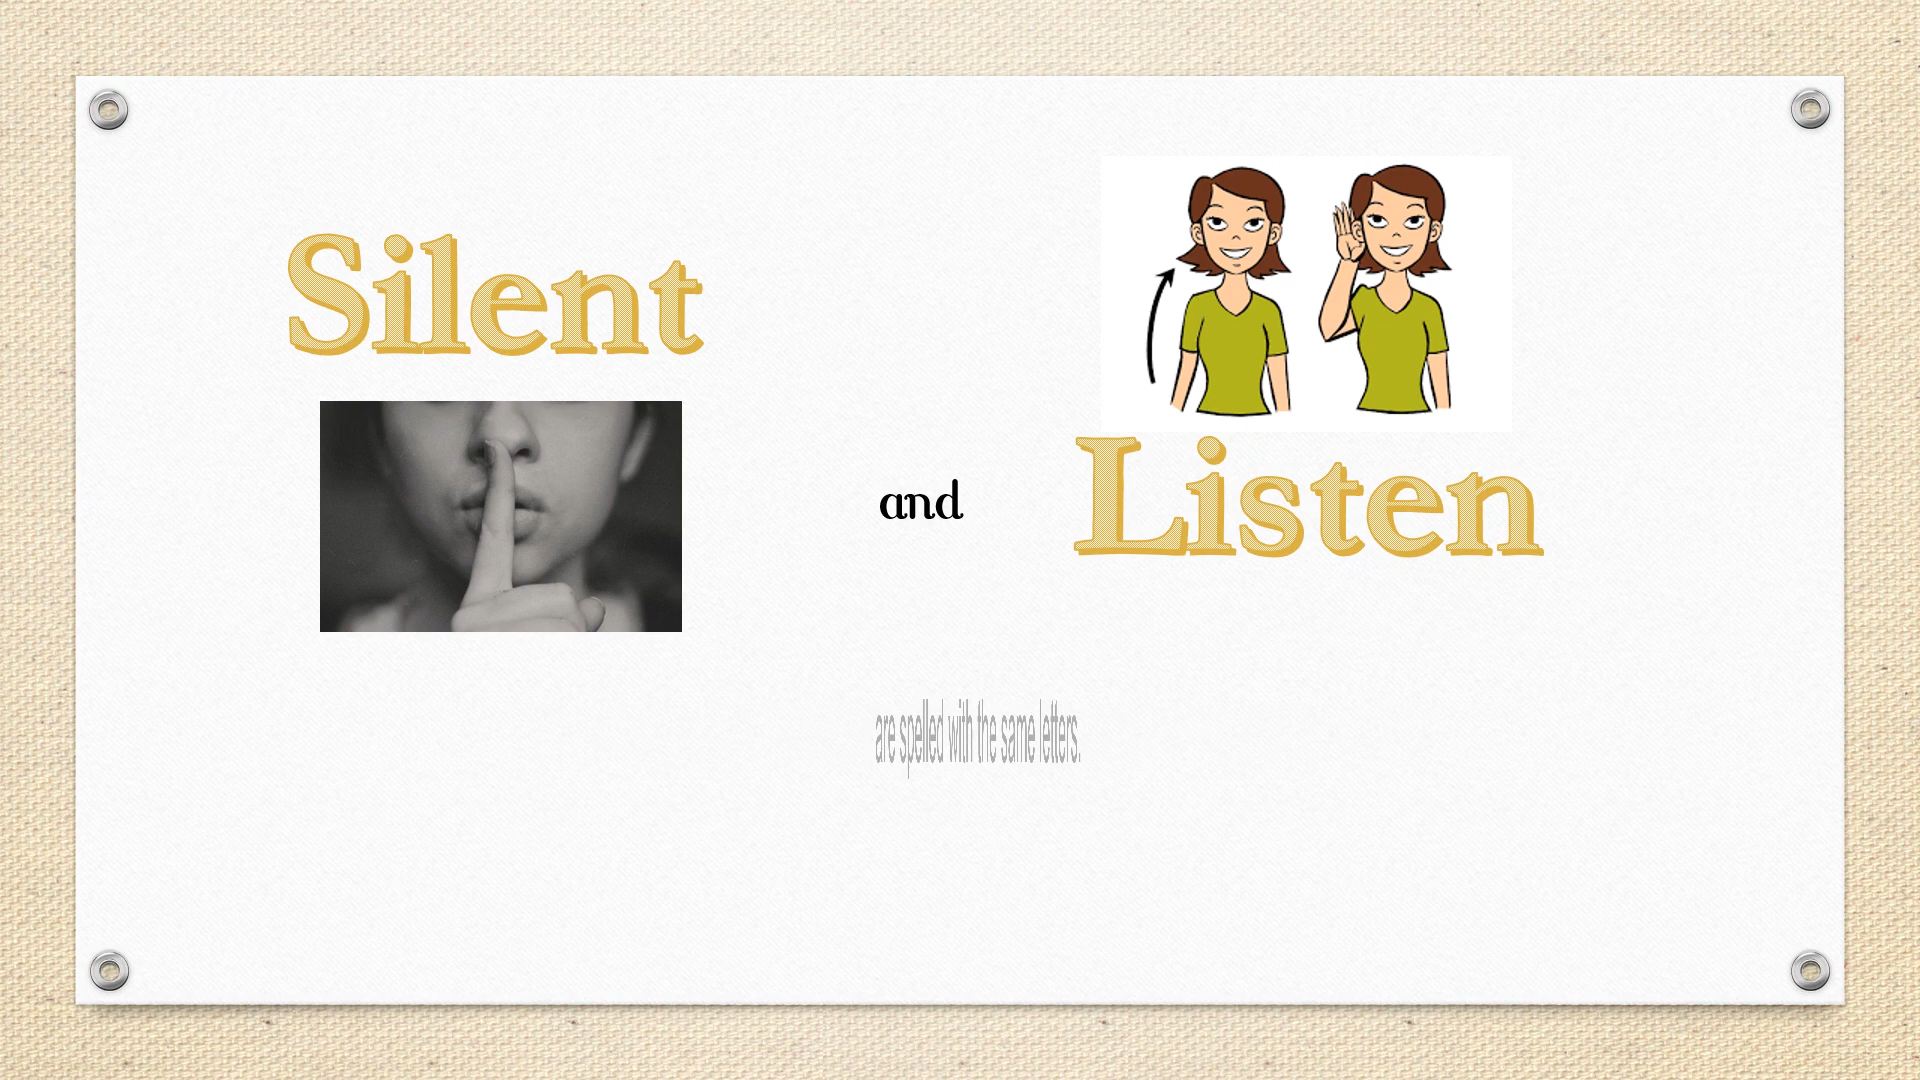 Silent
and
Listen
are spelled with the same letters.